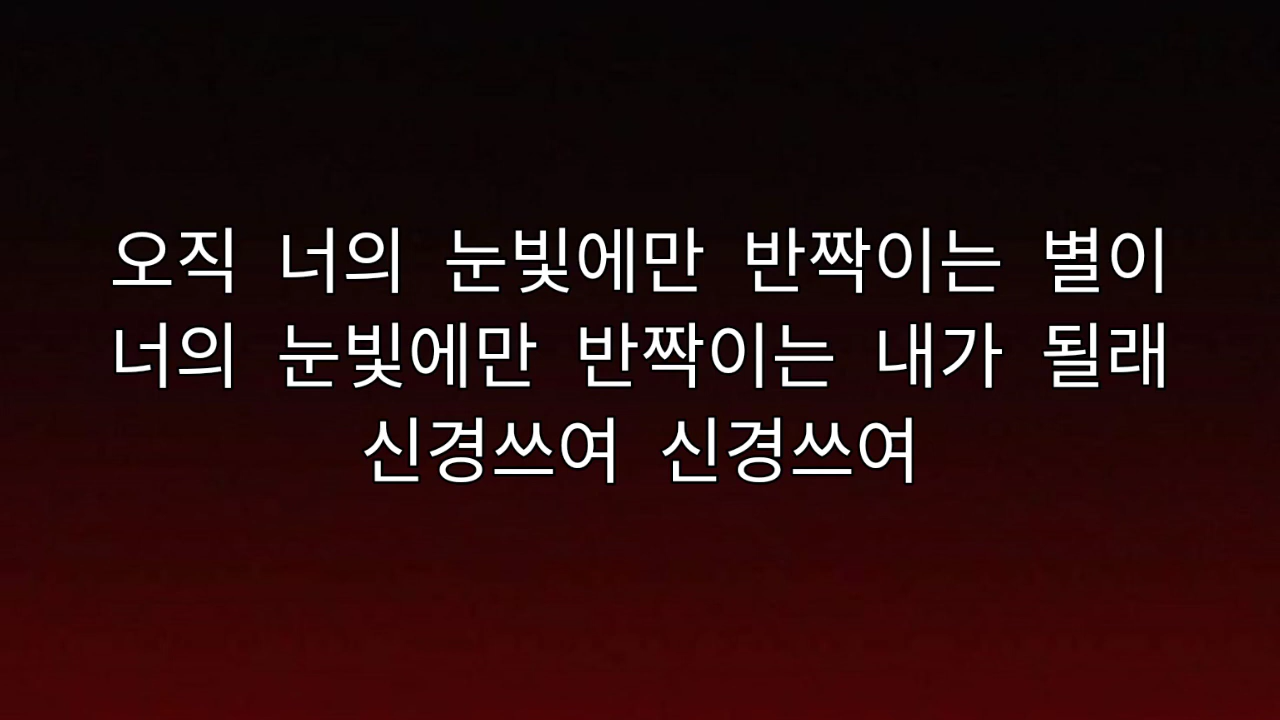 오직 너의 눈빛에만 반짝이는 별이
너의 눈빛에만 반짝이는 내가 될래
신경쓰여 신경쓰여